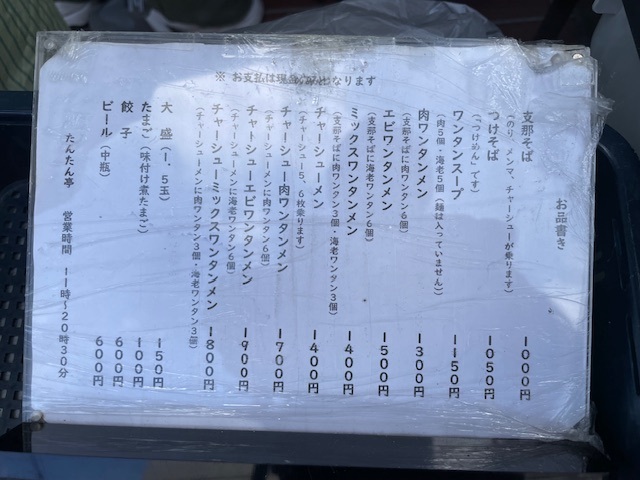 ※ お支払は現金のみになります
お品書き
支那そば 1000円
(のり、メンマ、チャーシューが乗ります)
つけそば 1050円
(「つけめん」です)
ワンタンスープ 1150円
(肉5個・海老5個(麺は入っていません)
肉ワンタンメン 1300円
(支那そばに肉ワンタン6個)
エビワンタンメン 1500円
(支那そばに海老ワンタン6個)
ミックスワンタンメン 1400円
(支那そばに肉ワンタン3個・海老ワンタン3個)
チャーシューメン 1400円
(チャーシュー5、6枚乗ります)
チャーシュー肉ワンタンメン 1700円
(チャーシューメンに肉ワンタン6個)
チャーシューエビワンタンメン 1900円
(チャーシューメンに海老ワンタン6個)
チャーシューミックスワンタンメン 1800円
(チャーシューメンに肉ワンタン3個・海老ワンタン3個)
大 盛(1.5玉) 150円
たまご(味付け煮たまご) 100円
餃 子 600円
ビール(中瓶) 600円
たんたん亭 営業時間 11時~20時30分